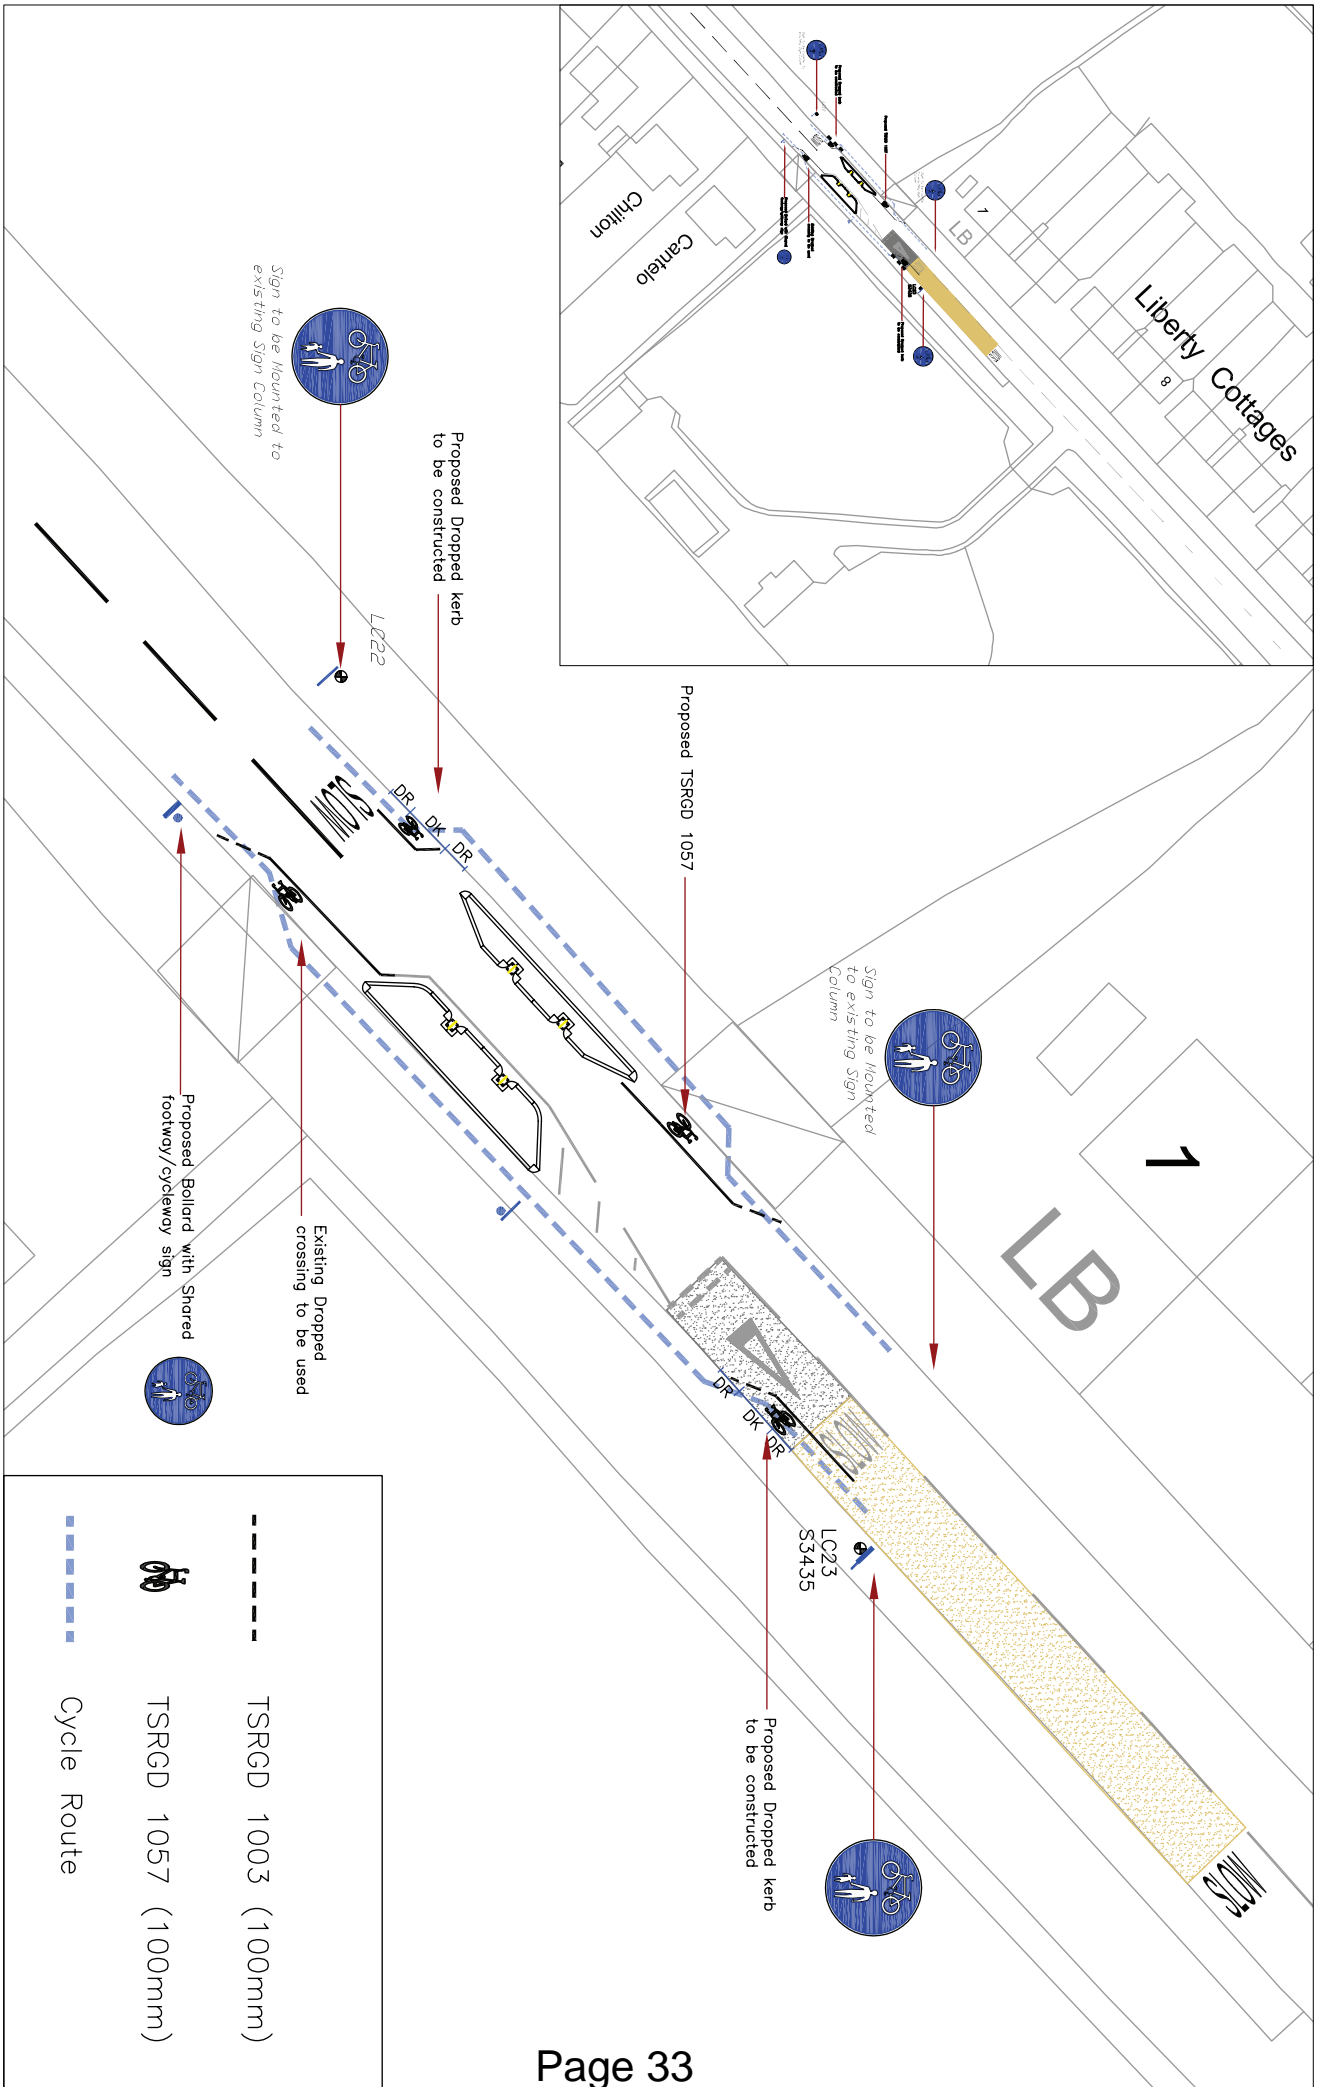 Liberty Cottages
8
1
LB
Cantelo
Chilton
Sign to be Mounted to
existing Sign Column
Proposed Dropped kerb
to be constructed
LC22
SLOW
DR
DK
DR
Proposed TSRGD 1057
Sign to be Mounted
to existing Sign
Column
1
LB
Proposed Bollard with Shared
footway/cycleway sign
Existing Dropped
crossing to be used
DR
DK
DR
SLOW
LC23
S3435
Proposed Dropped kerb
to be constructed
SLOW
TSRGD 1003 (100mm)
TSRGD 1057 (100mm)
Cycle Route
Page 33